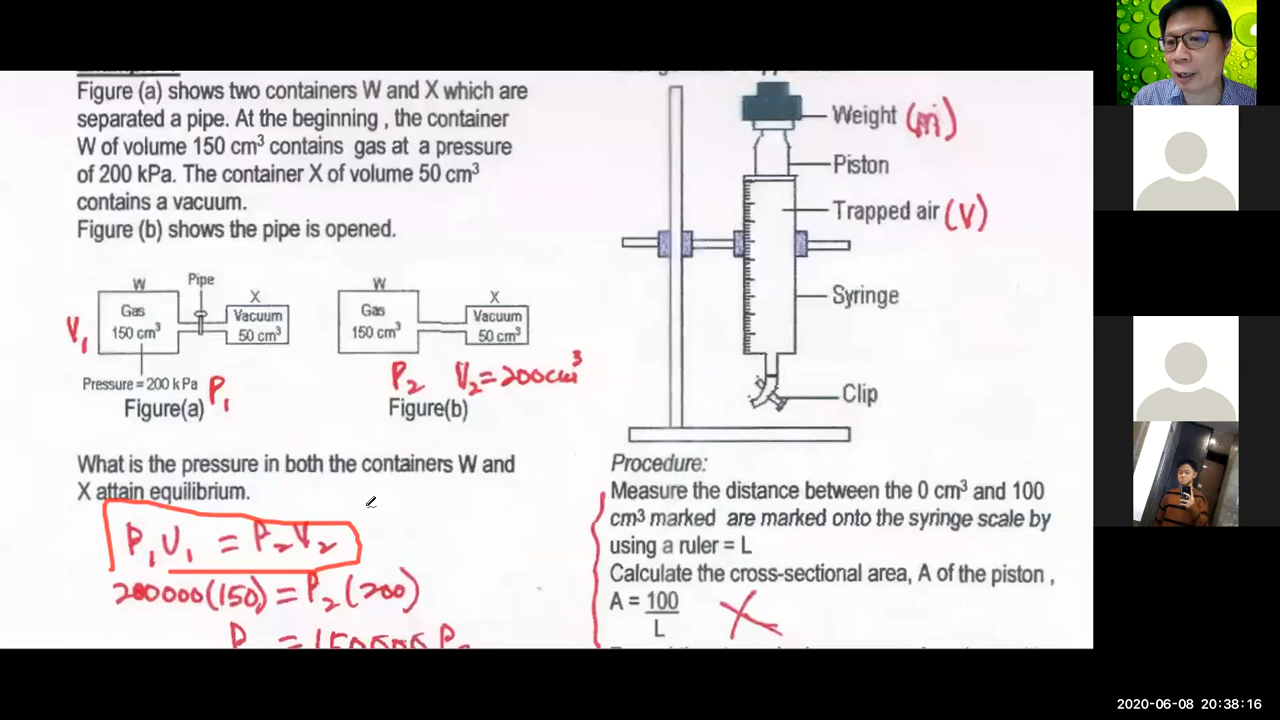 Figure (a) shows two containers W and X which are
separated a pipe. At the beginning , the container
W of volume 150 cm³ contains gas at a pressure
of 200 kPa. The container X of volume 50 cm³
contains a vacuum.
Figure (b) shows the pipe is opened.
W
Pipe
X
Gas
150 cm³
Vacuum
50 cm³
V₁
Pressure = 200 k Pa
P₁
Figure(a)
W
X
Gas
150 cm³
Vacuum
50 cm³
P₂
V₂=200cm³
Figure(b)
What is the pressure in both the containers W and
X attain equilibrium.
P₁V₁ = P₂V₂
200000(150) = P₂(200)
Weight (m)
Piston
Trapped air (V)
Syringe
Clip
Procedure:
Measure the distance between the 0 cm³ and 100
cm³ marked are marked onto the syringe scale by
using a ruler = L
Calculate the cross-sectional area, A of the piston ,
A = 100
L
2020-06-08 20:38:16